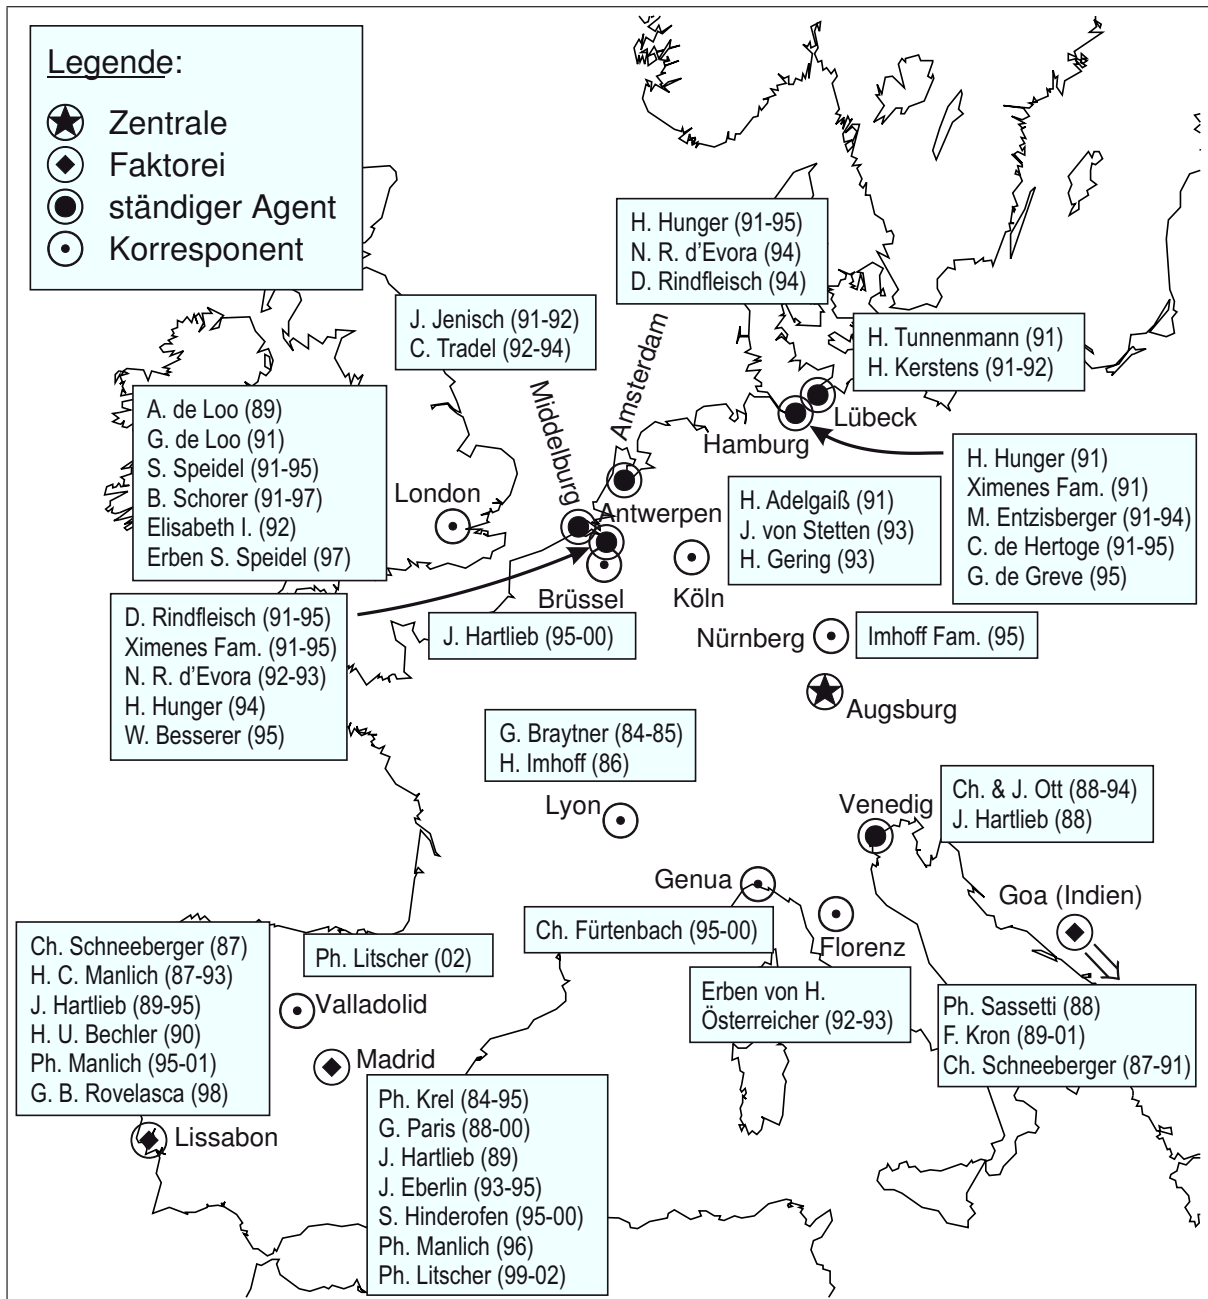 Legende:
Zentrale
Faktorei
ständiger Agent
Korresponent
H. Hunger (91-95)
N. R. d'Evora (94)
D. Rindfleisch (94)
J. Jenisch (91-92)
C. Tradel (92-94)
H. Tunnenmann (91)
H. Kerstens (91-92)
Middelburg
Amsterdam
Lübeck
Hamburg
A. de Loo (89)
G. de Loo (91)
S. Speidel (91-95)
B. Schorer (91-97)
Elisabeth I. (92)
Erben S. Speidel (97)
London
Antwerpen
H. Adelgaiß (91)
J. von Stetten (93)
H. Gering (93)
H. Hunger (91)
Ximenes Fam. (91)
M. Entzisberger (91-94)
C. de Hertoge (91-95)
G. de Greve (95)
Brüssel
Köln
D. Rindfleisch (91-95)
Ximenes Fam. (91-95)
N. R. d'Evora (92-93)
H. Hunger (94)
W. Besserer (95)
J. Hartlieb (95-00)
Nürnberg
Imhoff Fam. (95)
Augsburg
G. Braytner (84-85)
H. Imhoff (86)
Lyon
Venedig
Ch. & J. Ott (88-94)
J. Hartlieb (88)
Genua
Goa (Indien)
Ch. Schneeberger (87)
H. C. Manlich (87-93)
J. Hartlieb (89-95)
H. U. Bechler (90)
Ph. Manlich (95-01)
G. B. Rovelasca (98)
Ph. Litscher (02)
Ch. Fürtenbach (95-00)
Florenz
Valladolid
Erben von H.
Österreicher (92-93)
Ph. Sassetti (88)
F. Kron (89-01)
Ch. Schneeberger (87-91)
Madrid
Lissabon
Ph. Krel (84-95)
G. Paris (88-00)
J. Hartlieb (89)
J. Eberlin (93-95)
S. Hinderofen (95-00)
Ph. Manlich (96)
Ph. Litscher (99-02)